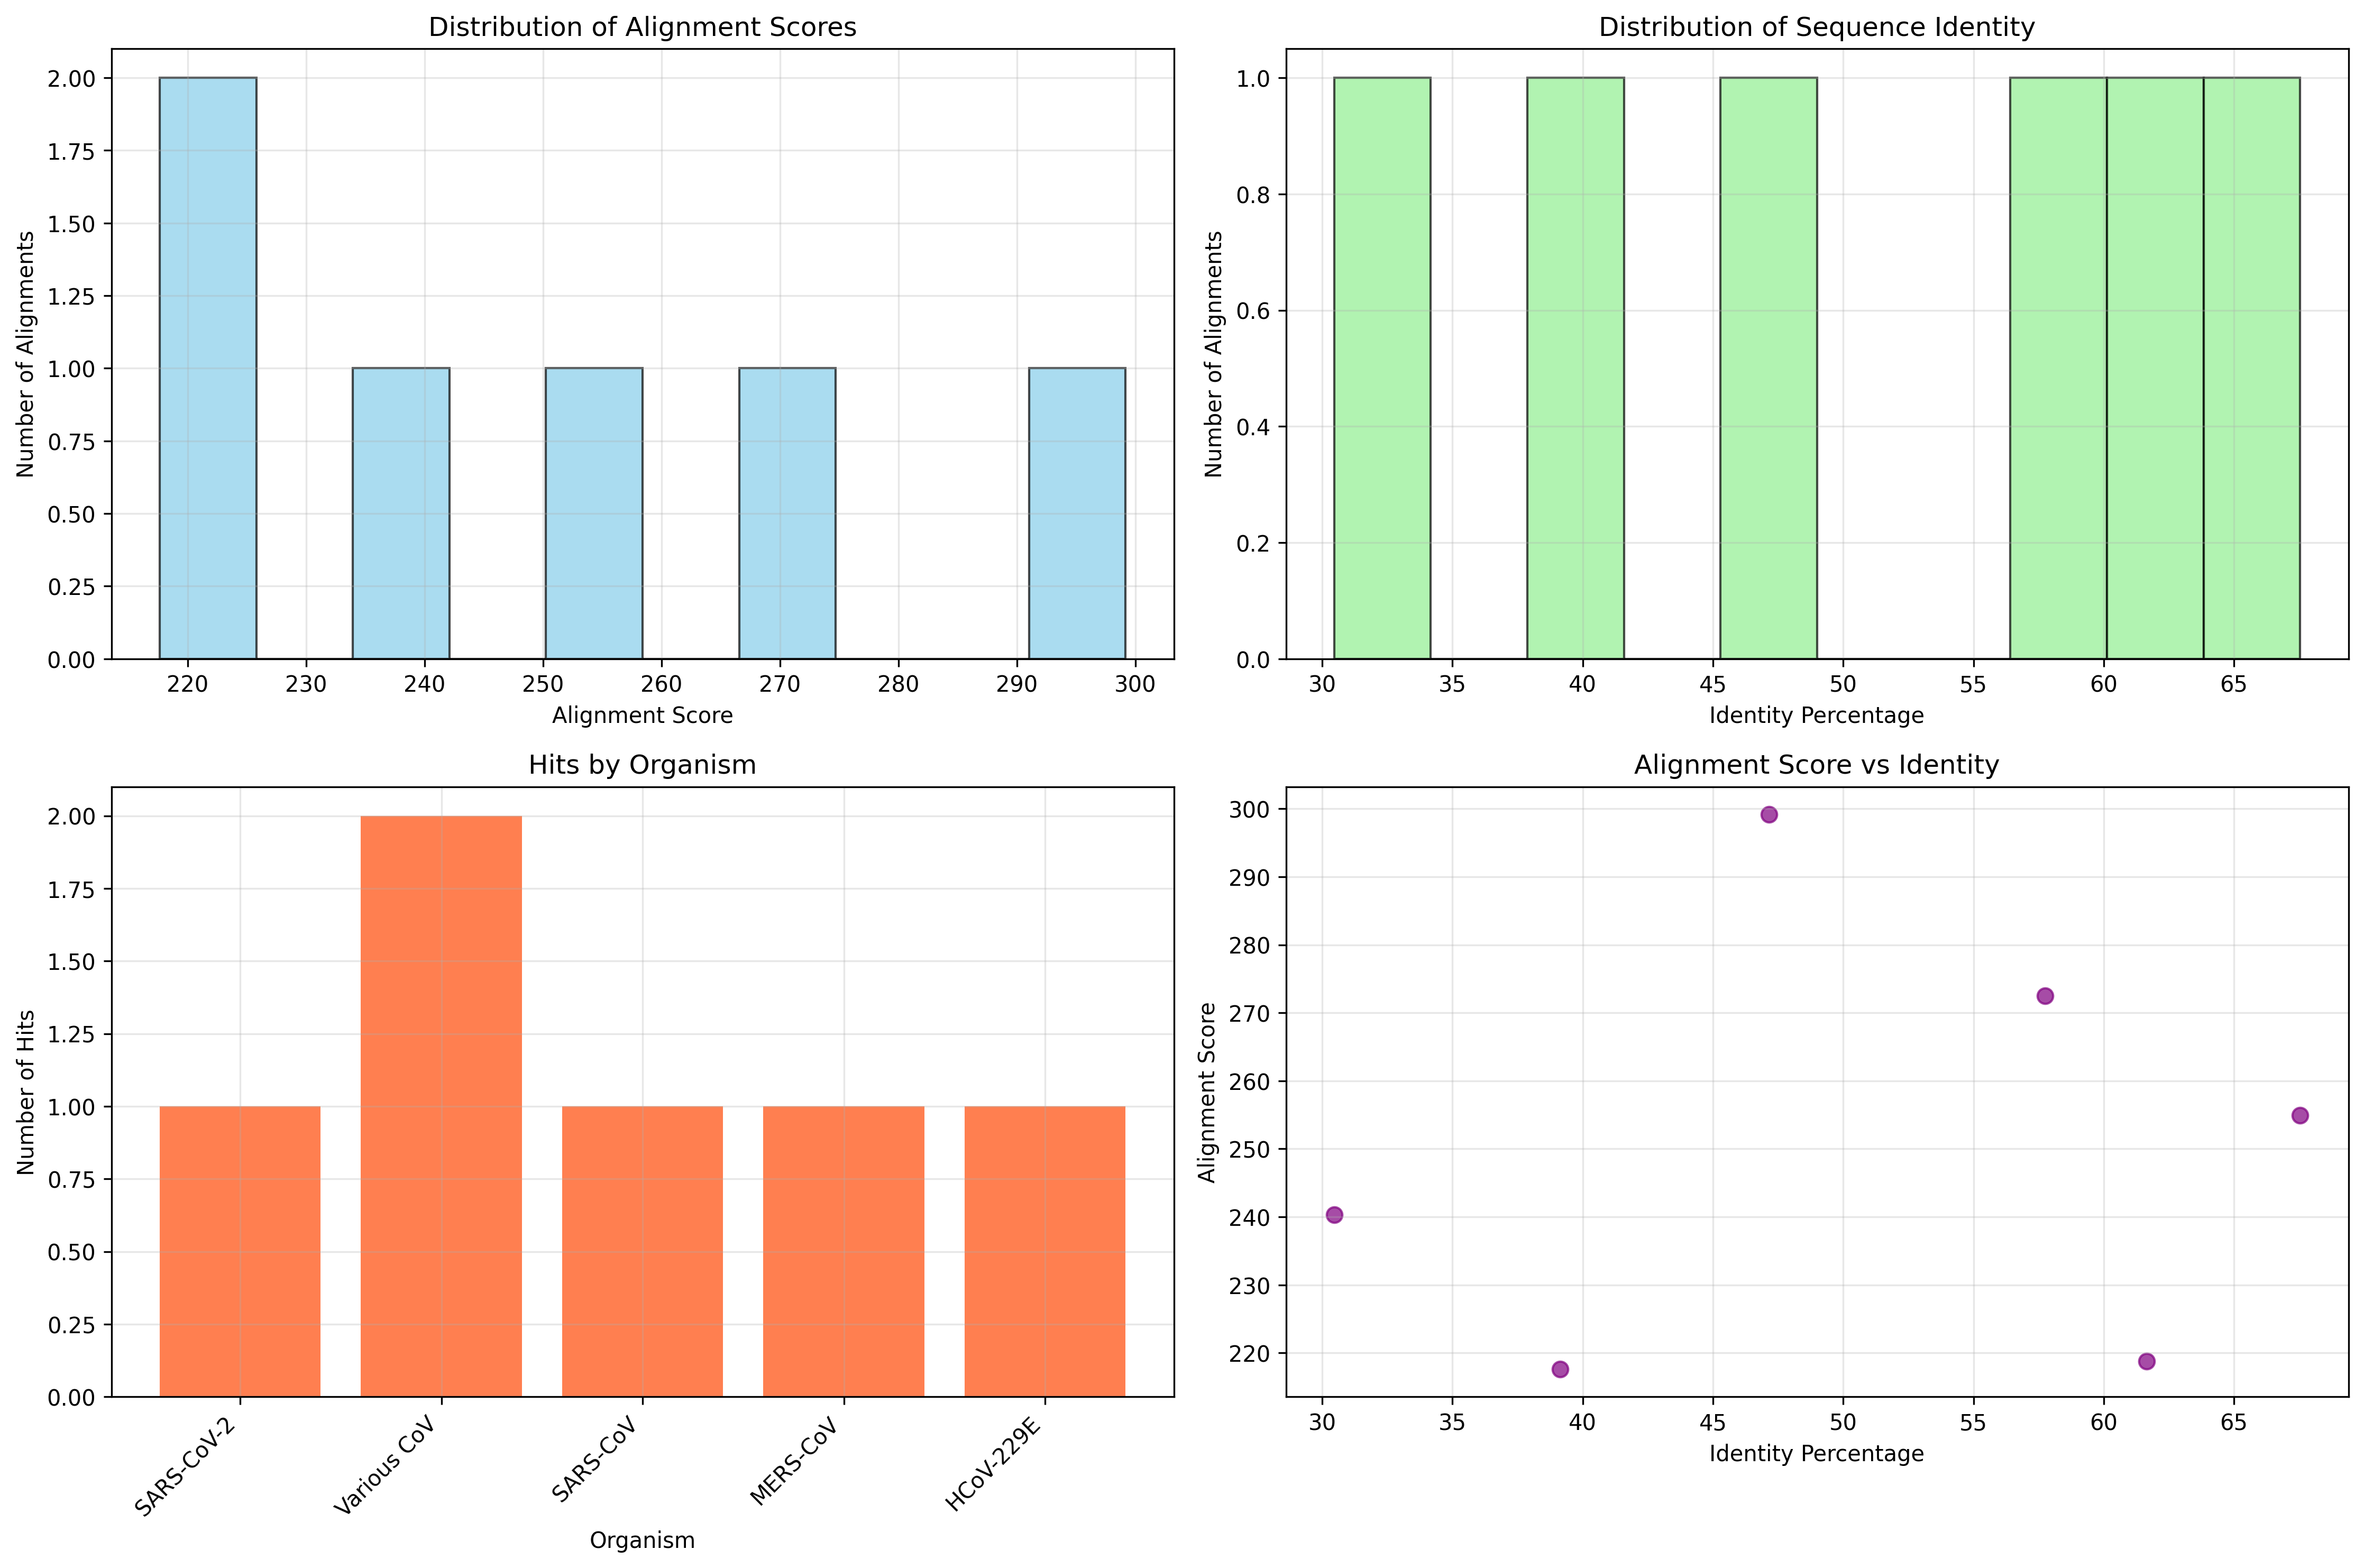 Distribution of Alignment Scores
Number of Alignments
2.00
1.75
1.50
1.25
1.00
0.75
0.50
0.25
0.00
220 230 240 250 260 270 280 290 300
Alignment Score
Distribution of Sequence Identity
Number of Alignments
1.0
0.8
0.6
0.4
0.2
0.0
30 35 40 45 50 55 60 65
Identity Percentage
Hits by Organism
Number of Hits
2.00
1.75
1.50
1.25
1.00
0.75
0.50
0.25
0.00
SARS-CoV-2 Various CoV SARS-CoV MERS-CoV HCoV-229E
Organism
Alignment Score vs Identity
Alignment Score
300
290
280
270
260
250
240
230
220
30 35 40 45 50 55 60 65
Identity Percentage